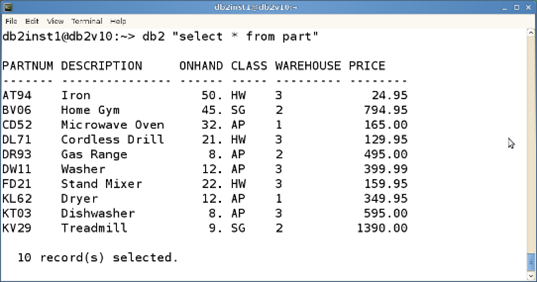 db2inst1@db2v10:~
File Edit View Terminal Help
db2inst1@db2v10:~> db2 "select * from part"
PARTNUM DESCRIPTION     ONHAND CLASS WAREHOUSE PRICE
------- --------------- ------ ----- --------- --------
AT94    Iron               50. HW    3            24.95
BV06    Home Gym           45. SG    2           794.95
CD52    Microwave Oven     32. AP    1           165.00
DL71    Cordless Drill     21. HW    3           129.95
DR93    Gas Range           8. AP    2           495.00
DW11    Washer             12. AP    3           399.99
FD21    Stand Mixer        22. HW    3           159.95
KL62    Dryer              12. AP    1           349.95
KT03    Dishwasher          8. AP    3           595.00
KV29    Treadmill           9. SG    2          1390.00
  10 record(s) selected.